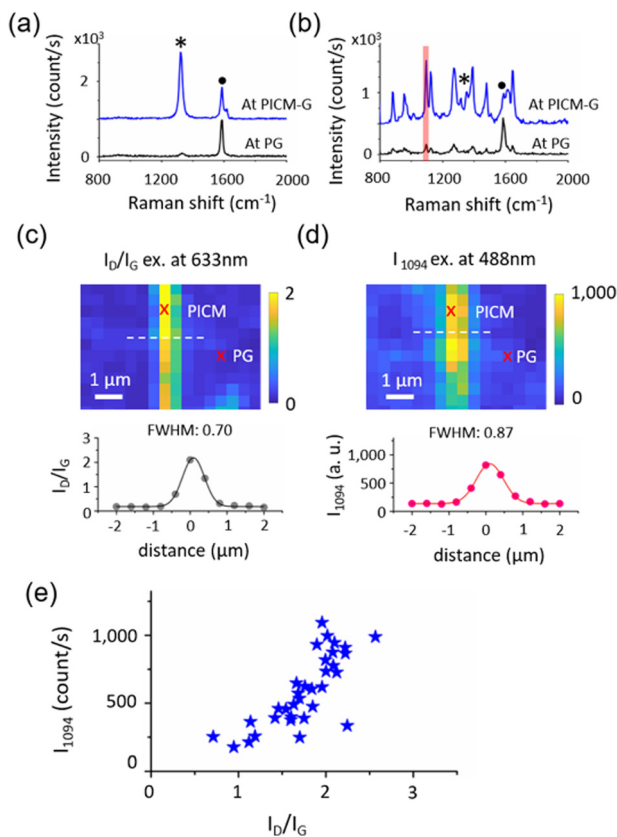 (a)
x10³
Intensity (count/s)
2
0
*
●
At PICM-G
At PG
800 1200 1600 2000
Raman shift (cm⁻¹)
(b)
x10³
Intensity (count/s)
1
0
*
●
At PICM-G
At PG
800 1200 1600 2000
Raman shift (cm⁻¹)
(c)
I_D/I_G ex. at 633nm
X PICM
X PG
1 µm
2
0
FWHM: 0.70
I_D/I_G
3
2
1
0
-2 -1 0 1 2
distance (µm)
(d)
I_1094 ex. at 488nm
X PICM
X PG
1 µm
1,000
0
FWHM: 0.87
I_1094 (a. u.)
1,000
500
0
-2 -1 0 1 2
distance (µm)
(e)
I_1094 (count/s)
1,000
500
0
0 1 2 3
I_D/I_G